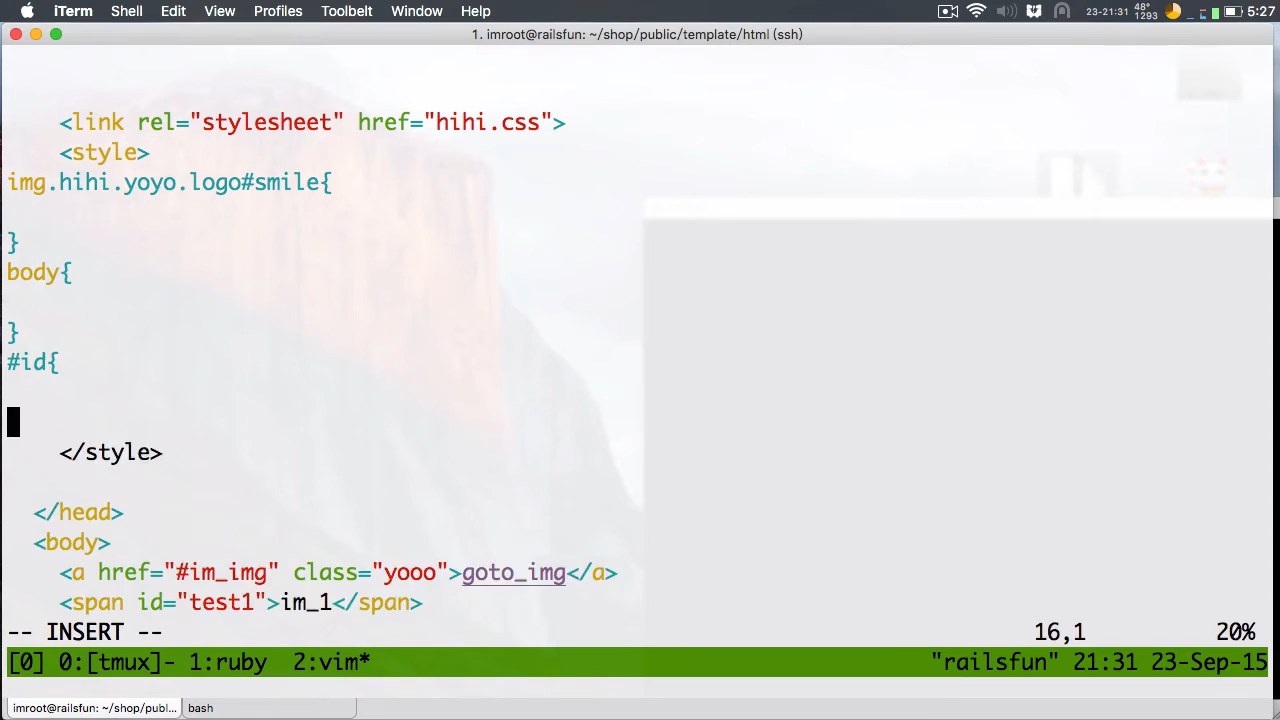 iTerm Shell Edit View Profiles Toolbelt Window Help 23-21:31 48° 1293 5:27
1. imroot@railsfun: ~/shop/public/template/html (ssh)
<link rel="stylesheet" href="hihi.css">
<style>
img.hihi.yoyo.logo#smile{
}
body{
}
#id{
</style>
</head>
<body>
<a href="#im_img" class="yooo">goto_img</a>
<span id="test1">im_1</span>
-- INSERT -- 16,1 20%
[0] 0:[tmux]- 1:ruby 2:vim* "railsfun" 21:31 23-Sep-15
imroot@railsfun: ~/shop/publ... bash